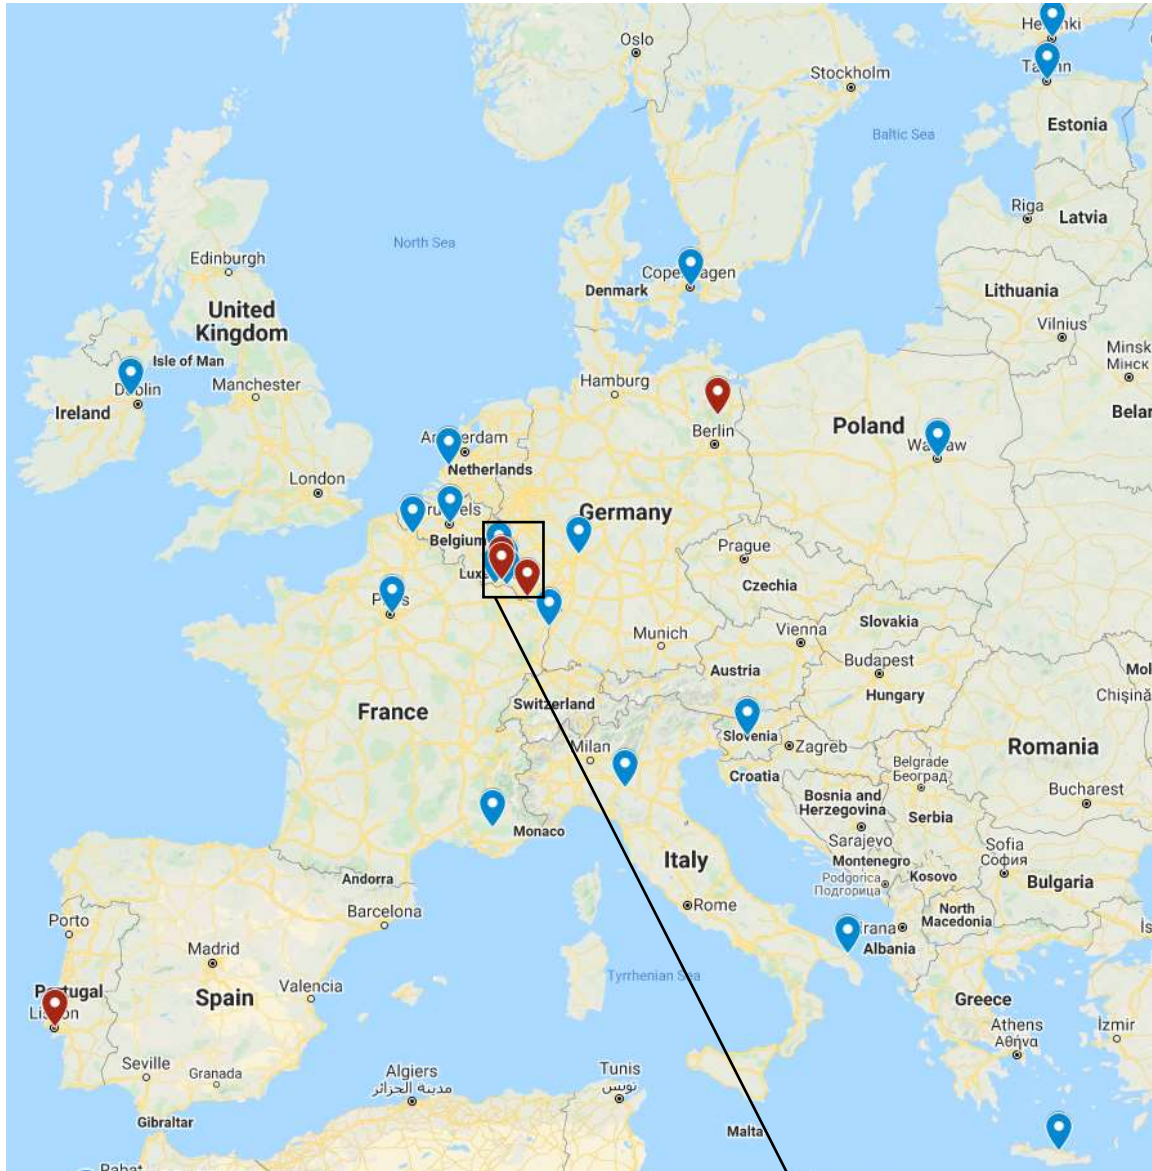 Oslo
Stockholm
Baltic Sea
Estonia
Riga
Latvia
North Sea
Edinburgh
Denmark
Lithuania
Vilnius
United
Kingdom
Isle of Man
Minsk
Мінск
Ireland
Manchester
Hamburg
Berlin
Poland
London
Netherlands
Germany
Belgium
Prague
Czechia
Slovakia
Munich
Vienna
Austria
Budapest
Hungary
Chișină
France
Switzerland
Slovenia
Milan
Zagreb
Romania
Croatia
Belgrade
Београд
Bosnia and
Herzegovina
Serbia
Bucharest
Monaco
Sarajevo
Sofia
София
Italy
Montenegro
Podgorica
Подгорица
Kosovo
Bulgaria
Andorra
Rome
North
Macedonia
Porto
Barcelona
Albania
Madrid
Tyrrhenian Sea
Valencia
Spain
Greece
Athens
Αθήνα
İzmir
Seville
Granada
Algiers
مدينة الجزائر
Tunis
تونس
Gibraltar
Malta